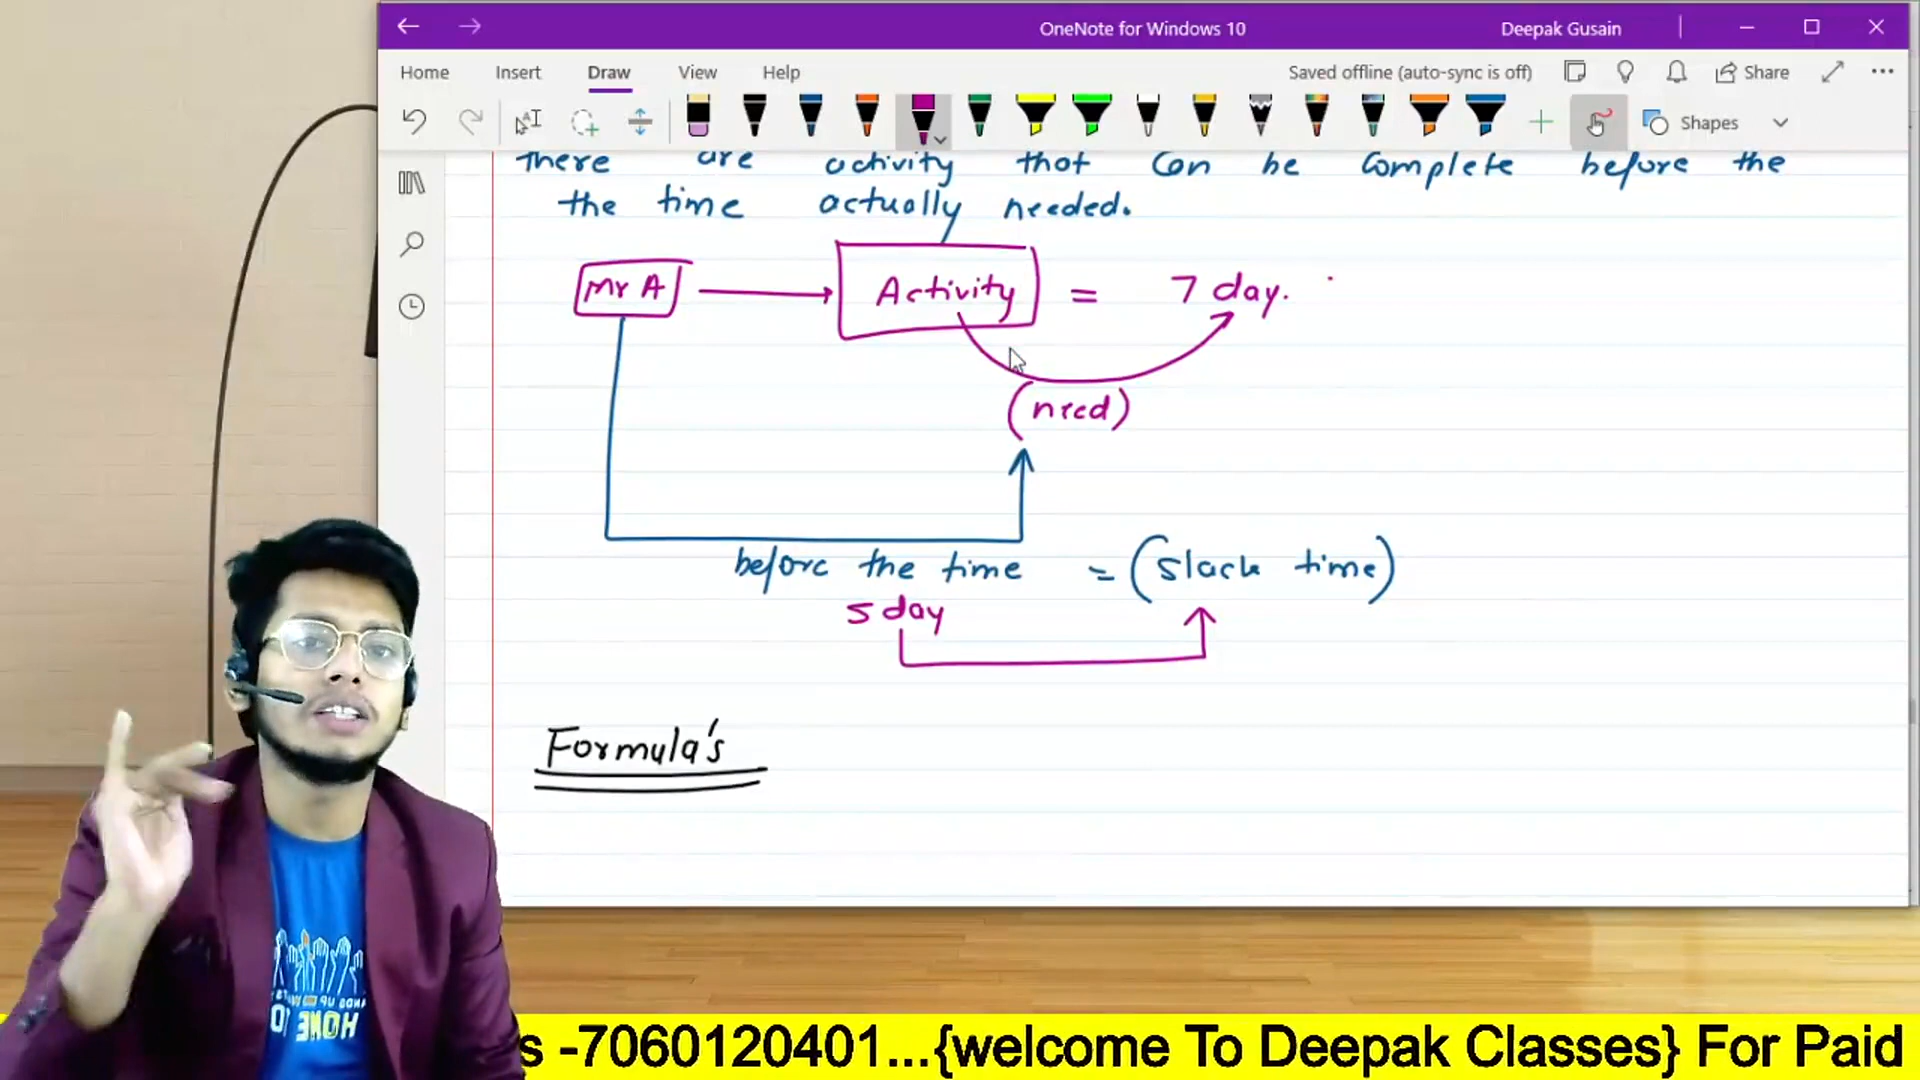 OneNote for Windows 10
Deepak Gusain
Home Insert Draw View Help
Saved offline (auto-sync is off)
Share
Shapes
there are activity that can be complete before the
the time actually needed.
Mr A
Activity = 7 day.
(need)
before the time = (slack time)
5 day
Formula's
HOME
s -7060120401...{welcome To Deepak Classes} For Paid